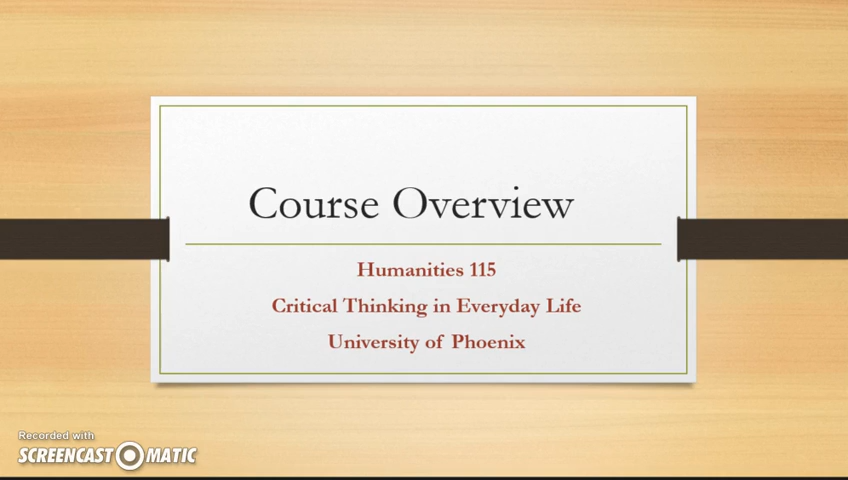 Course Overview
Humanities 115
Critical Thinking in Everyday Life
University of Phoenix
Recorded with
SCREENCAST MATIC